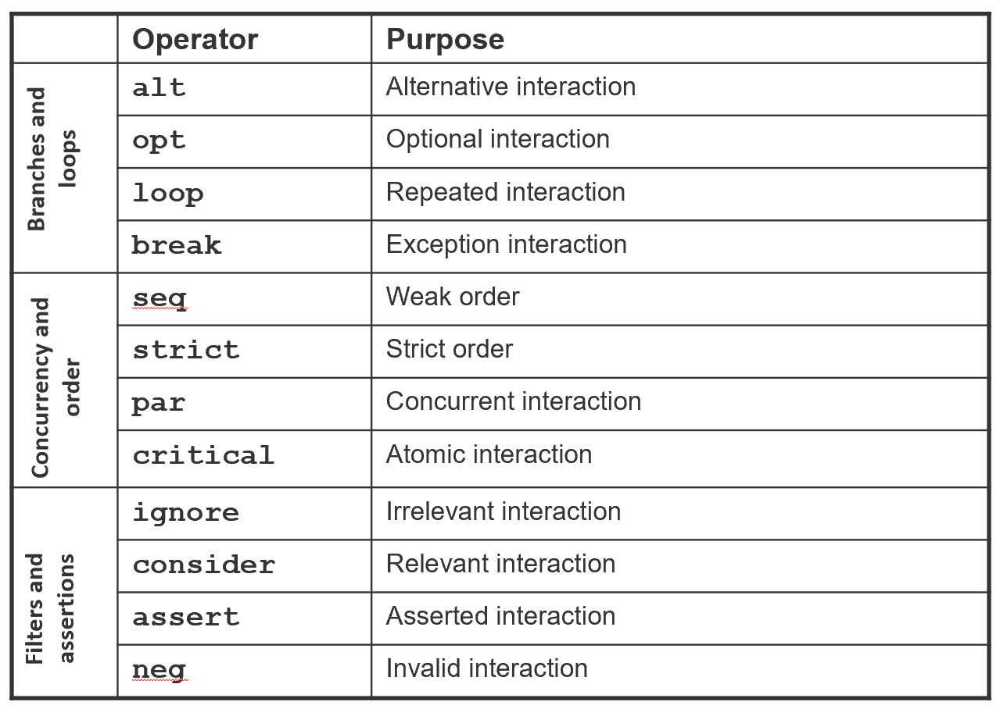 Operator Purpose
Branches and
loops
alt Alternative interaction
opt Optional interaction
loop Repeated interaction
break Exception interaction
Concurrency and
order
seq Weak order
strict Strict order
par Concurrent interaction
critical Atomic interaction
Filters and
assertions
ignore Irrelevant interaction
consider Relevant interaction
assert Asserted interaction
neg Invalid interaction